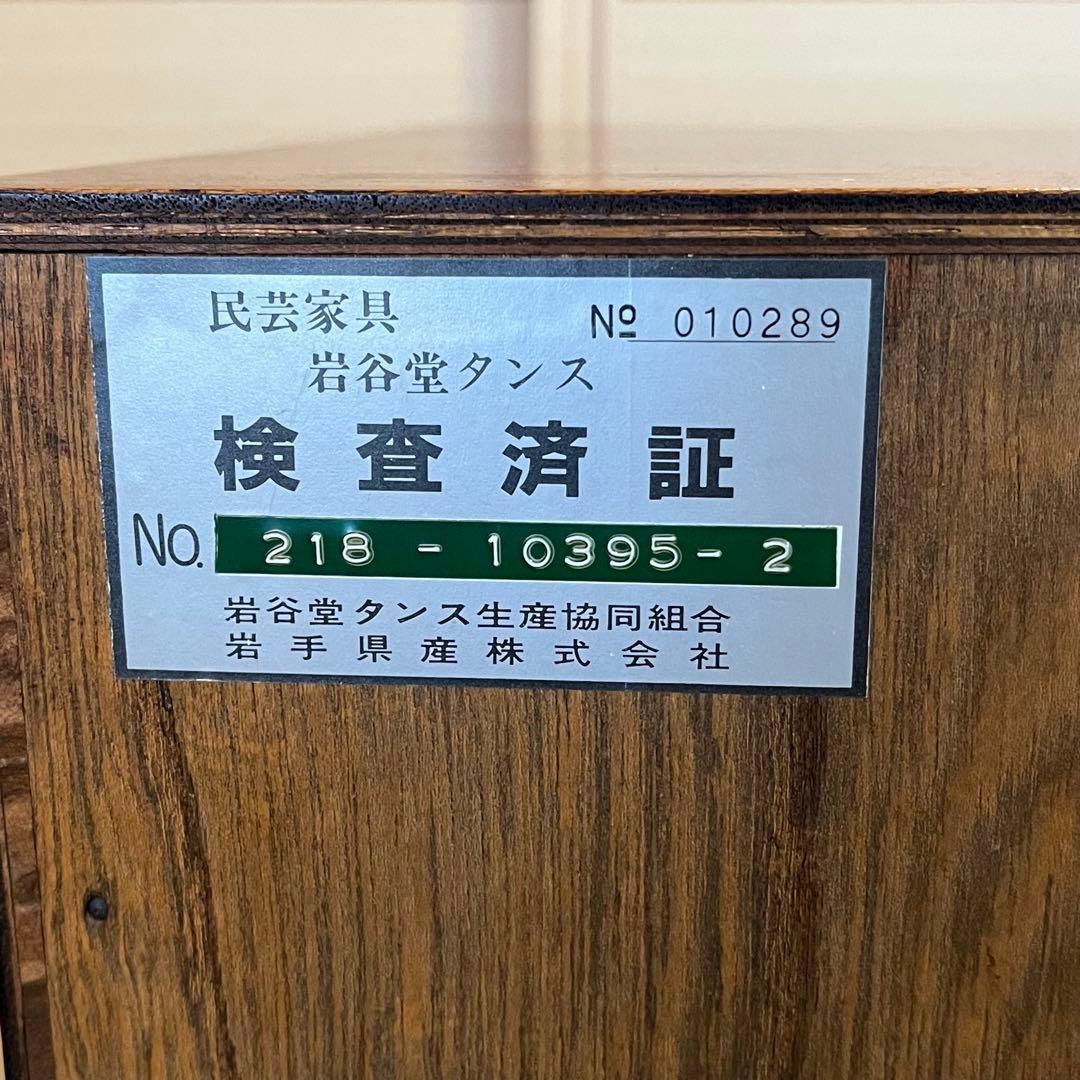 民芸家具
№ 010289
岩谷堂タンス
検査済証
No. 218 - 10395 - 2
岩谷堂タンス生産協同組合
岩手県産株式会社